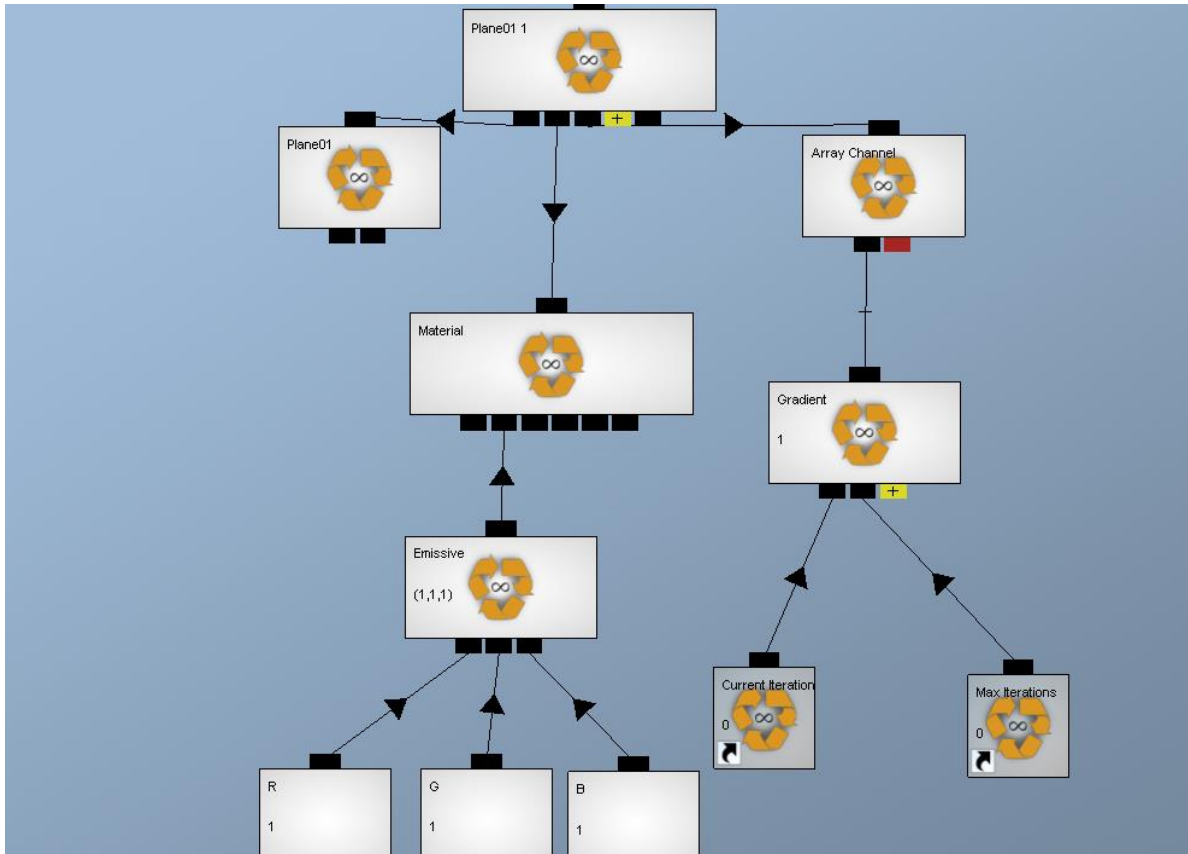 Plane01 1
∞
+
Plane01
∞
Array Channel
∞
Material
∞
Gradient
1
∞
+
Emissive
(1,1,1)
∞
Current Iteration
0
∞
Max Iterations
0
∞
R
1
G
1
B
1